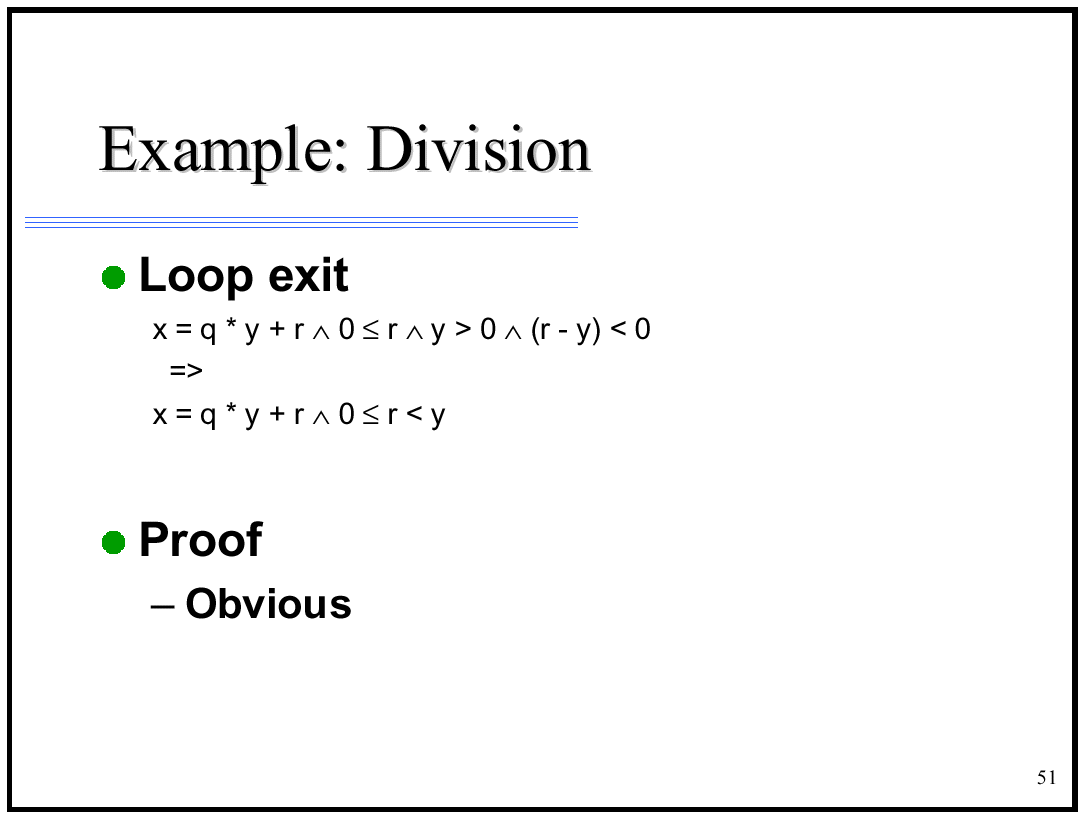 Example: Division
Loop exit
x = q * y + r ∧ 0 ≤ r ∧ y > 0 ∧ (r - y) < 0
=>
x = q * y + r ∧ 0 ≤ r < y
Proof
– Obvious
51